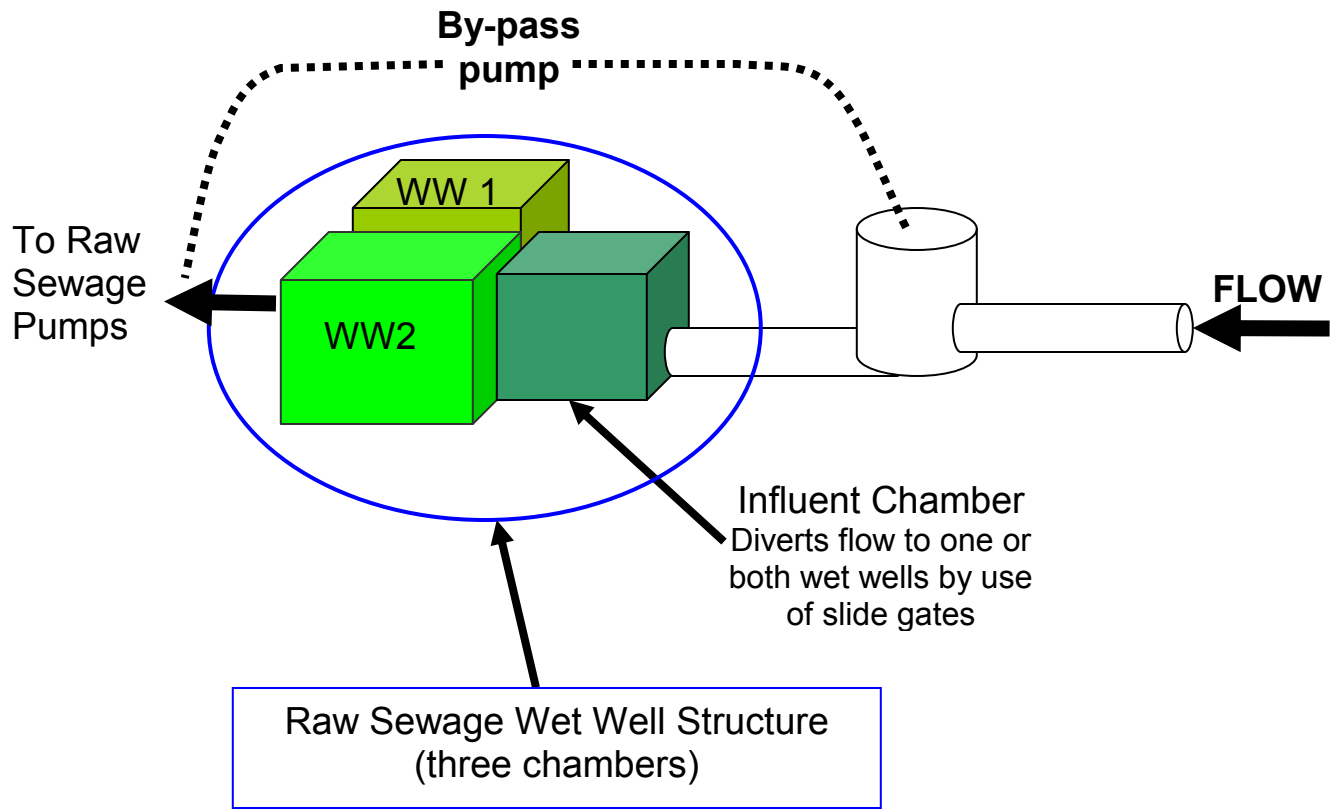 By-pass
pump
WW 1
To Raw
Sewage
Pumps
FLOW
WW2
Influent Chamber
Diverts flow to one or
both wet wells by use
of slide gates
Raw Sewage Wet Well Structure
(three chambers)